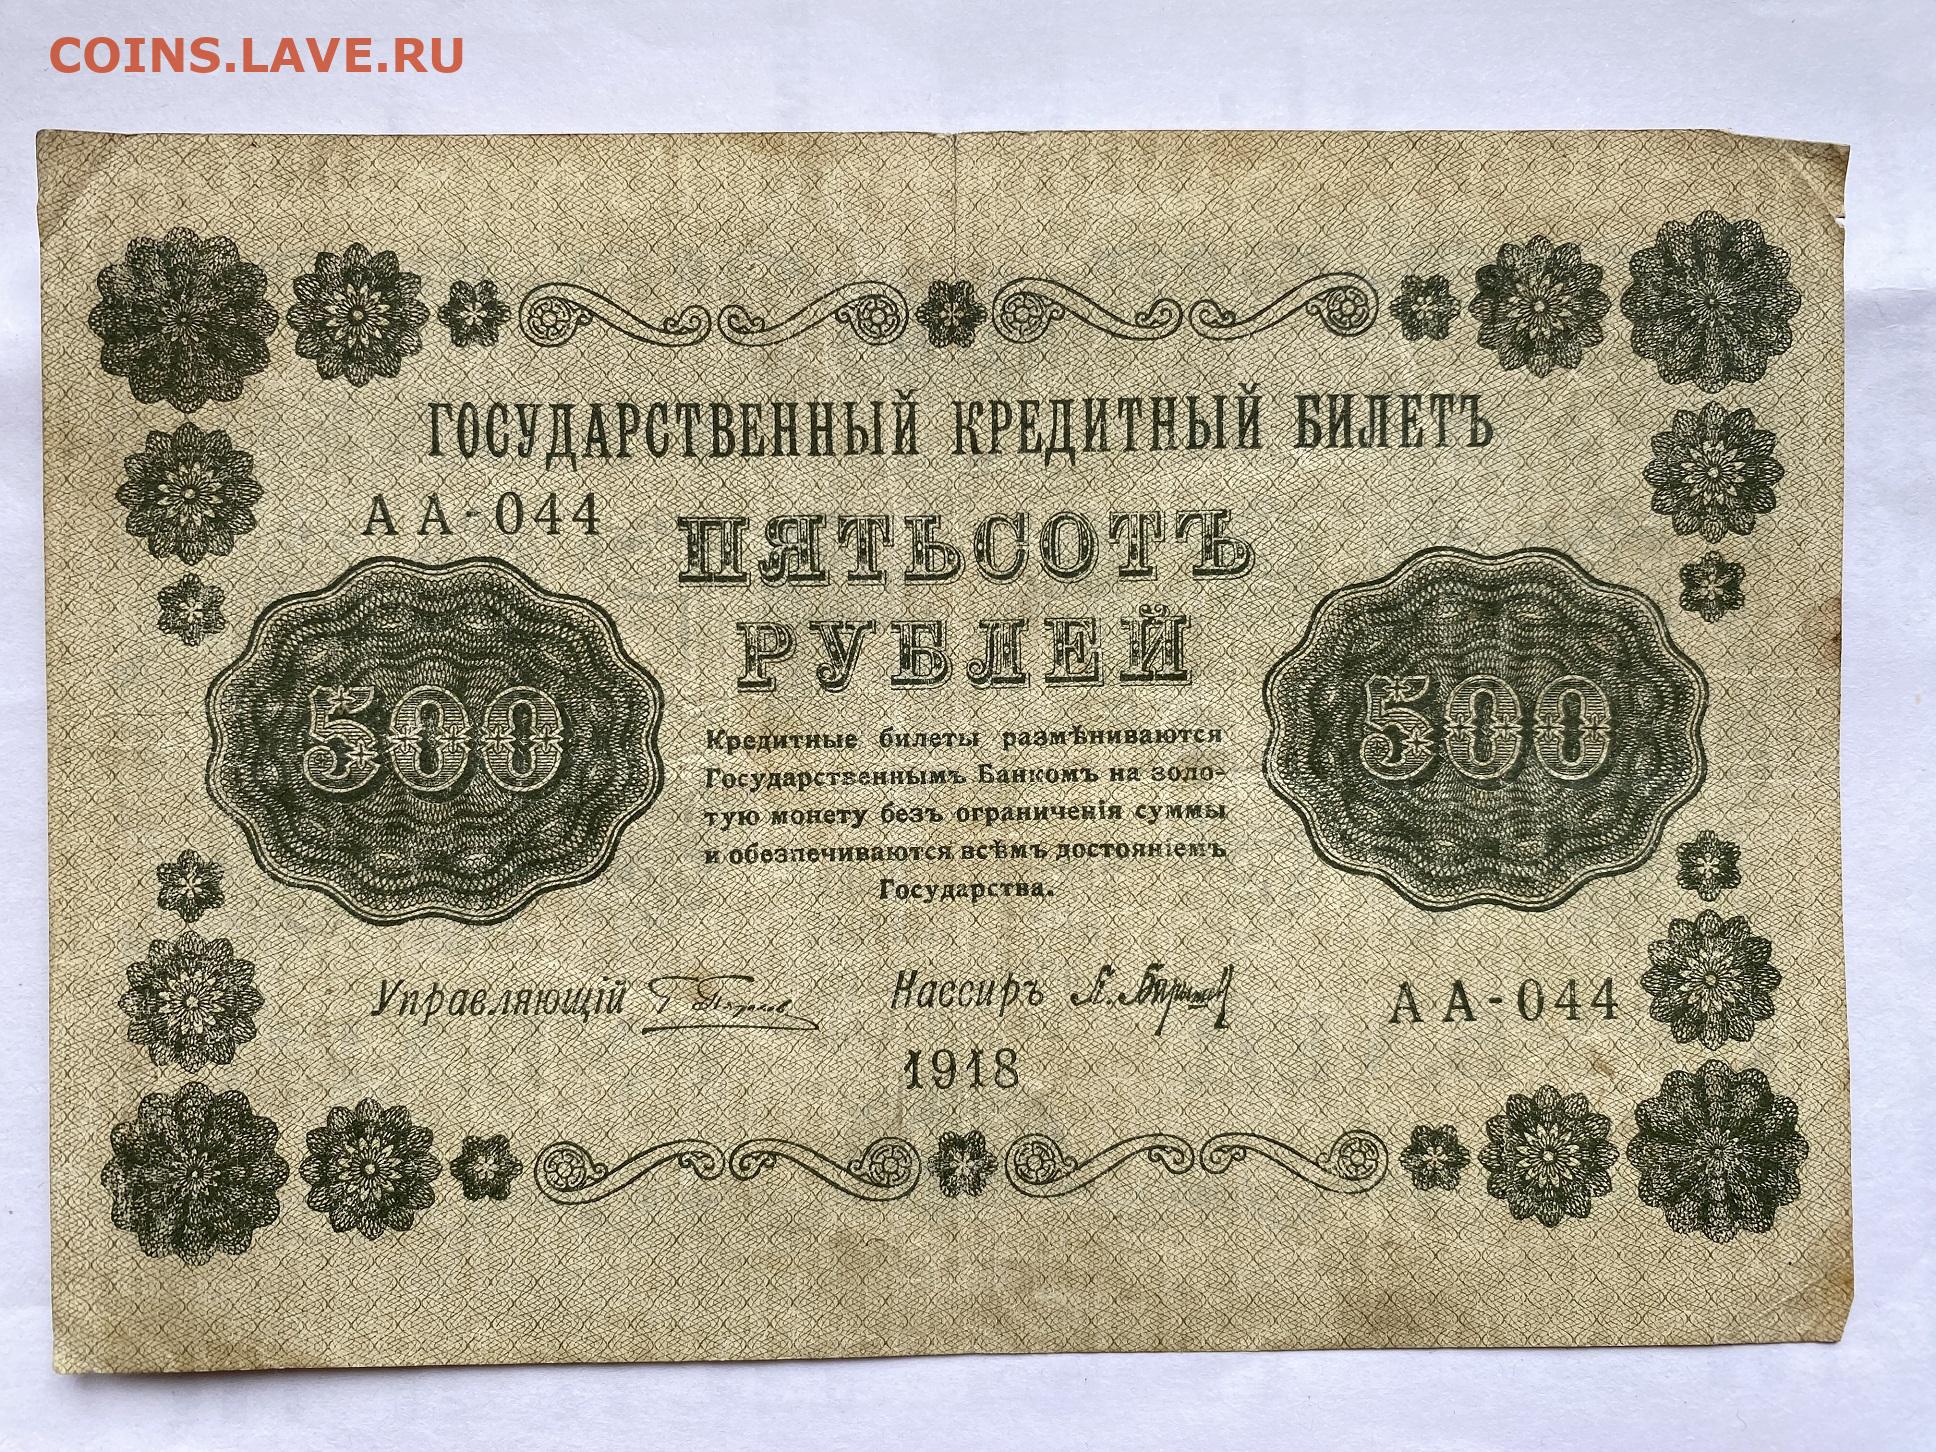 COINS.LAVE.RU
ГОСУДАРСТВЕННЫЙ КРЕДИТНЫЙ БИЛЕТЪ
АА-044
ПЯТЬСОТЪ
РУБЛЕЙ
500
500
Кредитные билеты размѣниваются
Государственнымъ Банкомъ на золо-
тую монету безъ ограниченія суммы
и обезпечиваются всѣмъ достояніемъ
Государства.
Управляющій
Кассиръ
АА-044
1918